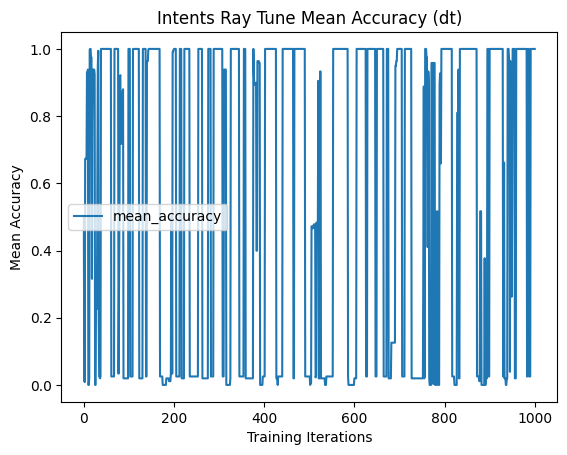 Intents Ray Tune Mean Accuracy (dt)
Mean Accuracy
1.0
0.8
0.6
0.4
0.2
0.0
mean_accuracy
0 200 400 600 800 1000
Training Iterations